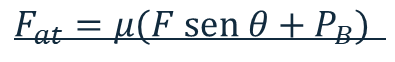 F_at = μ(F sen θ + P_B)